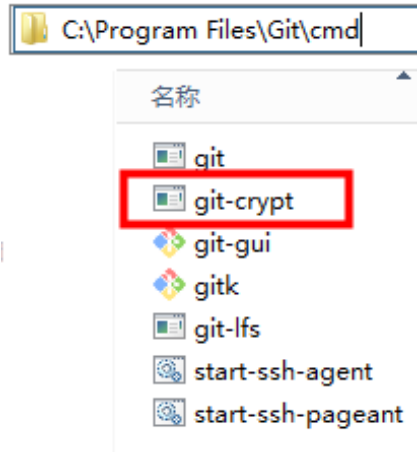 C:\Program Files\Git\cmd
名称
git
git-crypt
git-gui
gitk
git-lfs
start-ssh-agent
start-ssh-pageant